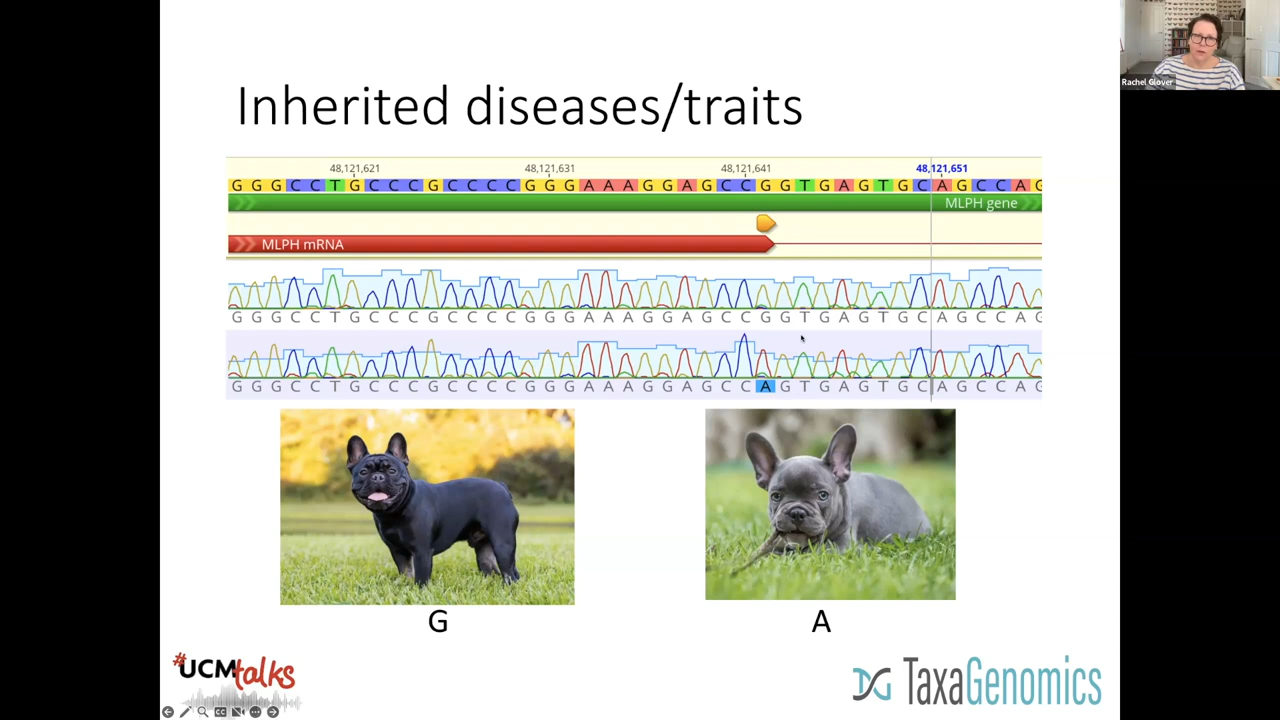 Rachel Glover
Inherited diseases/traits
48,121,621 48,121,631 48,121,641 48,121,651
G G G C C T G C C C G C C C C G G G A A A G G A G C C G G T G A G T G C A G C C A G
MLPH gene
MLPH mRNA
G G G C C T G C C C G C C C C G G G A A A G G A G C C G G T G A G T G C A G C C A G
G G G C C T G C C C G C C C C G G G A A A G G A G C C A G T G A G T G C A G C C A G
G A
#UCMtalks
TaxaGenomics
CC